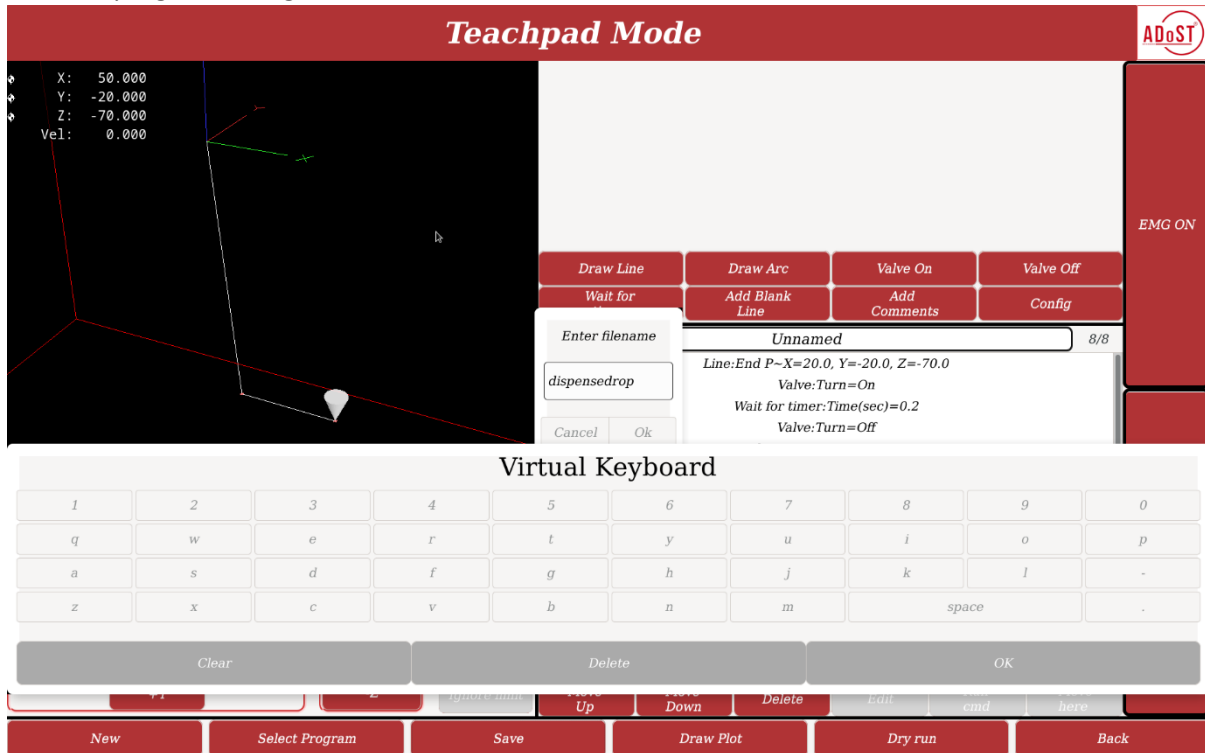 Teachpad Mode
ADoST
X: 50.000
Y: -20.000
Z: -70.000
Vel: 0.000
Y
X
EMG ON
Draw Line Draw Arc Valve On Valve Off
Wait for Add Blank Line Add Comments Config
Enter filename
dispensedrop
Cancel Ok
Unnamed 8/8
Line:End P~X=20.0, Y=-20.0, Z=-70.0
Valve:Turn=On
Wait for timer:Time(sec)=0.2
Valve:Turn=Off
Virtual Keyboard
1 2 3 4 5 6 7 8 9 0
q w e r t y u i o p
a s d f g h j k l -
z x c v b n m space .
Clear Delete OK
Up Down Delete Edit cmd here
New Select Program Save Draw Plot Dry run Back